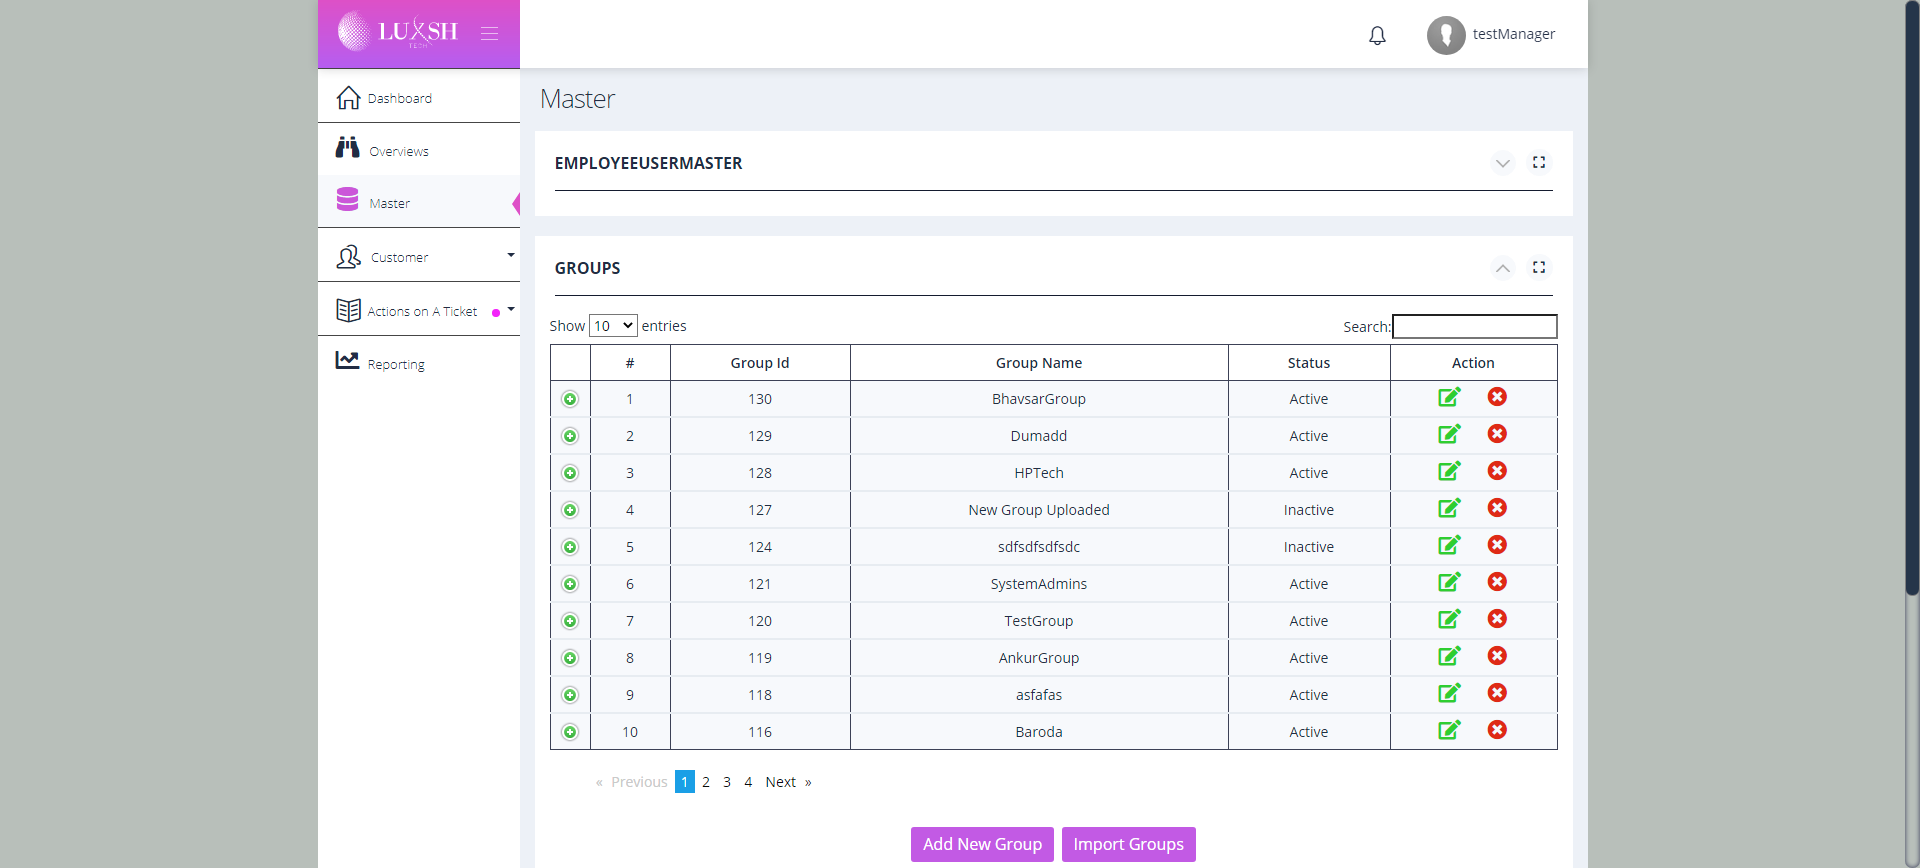 LUXSH
TECH
testManager
Dashboard
Overviews
Master
Customer
Actions on A Ticket
Reporting
Master
EMPLOYEEUSERMASTER
GROUPS
Show 10 entries
Search:
# Group Id Group Name Status Action
1 130 BhavsarGroup Active
2 129 Dumadd Active
3 128 HPTech Active
4 127 New Group Uploaded Inactive
5 124 sdfsdfsdfsdc Inactive
6 121 SystemAdmins Active
7 120 TestGroup Active
8 119 AnkurGroup Active
9 118 asfafas Active
10 116 Baroda Active
« Previous 1 2 3 4 Next »
Add New Group Import Groups